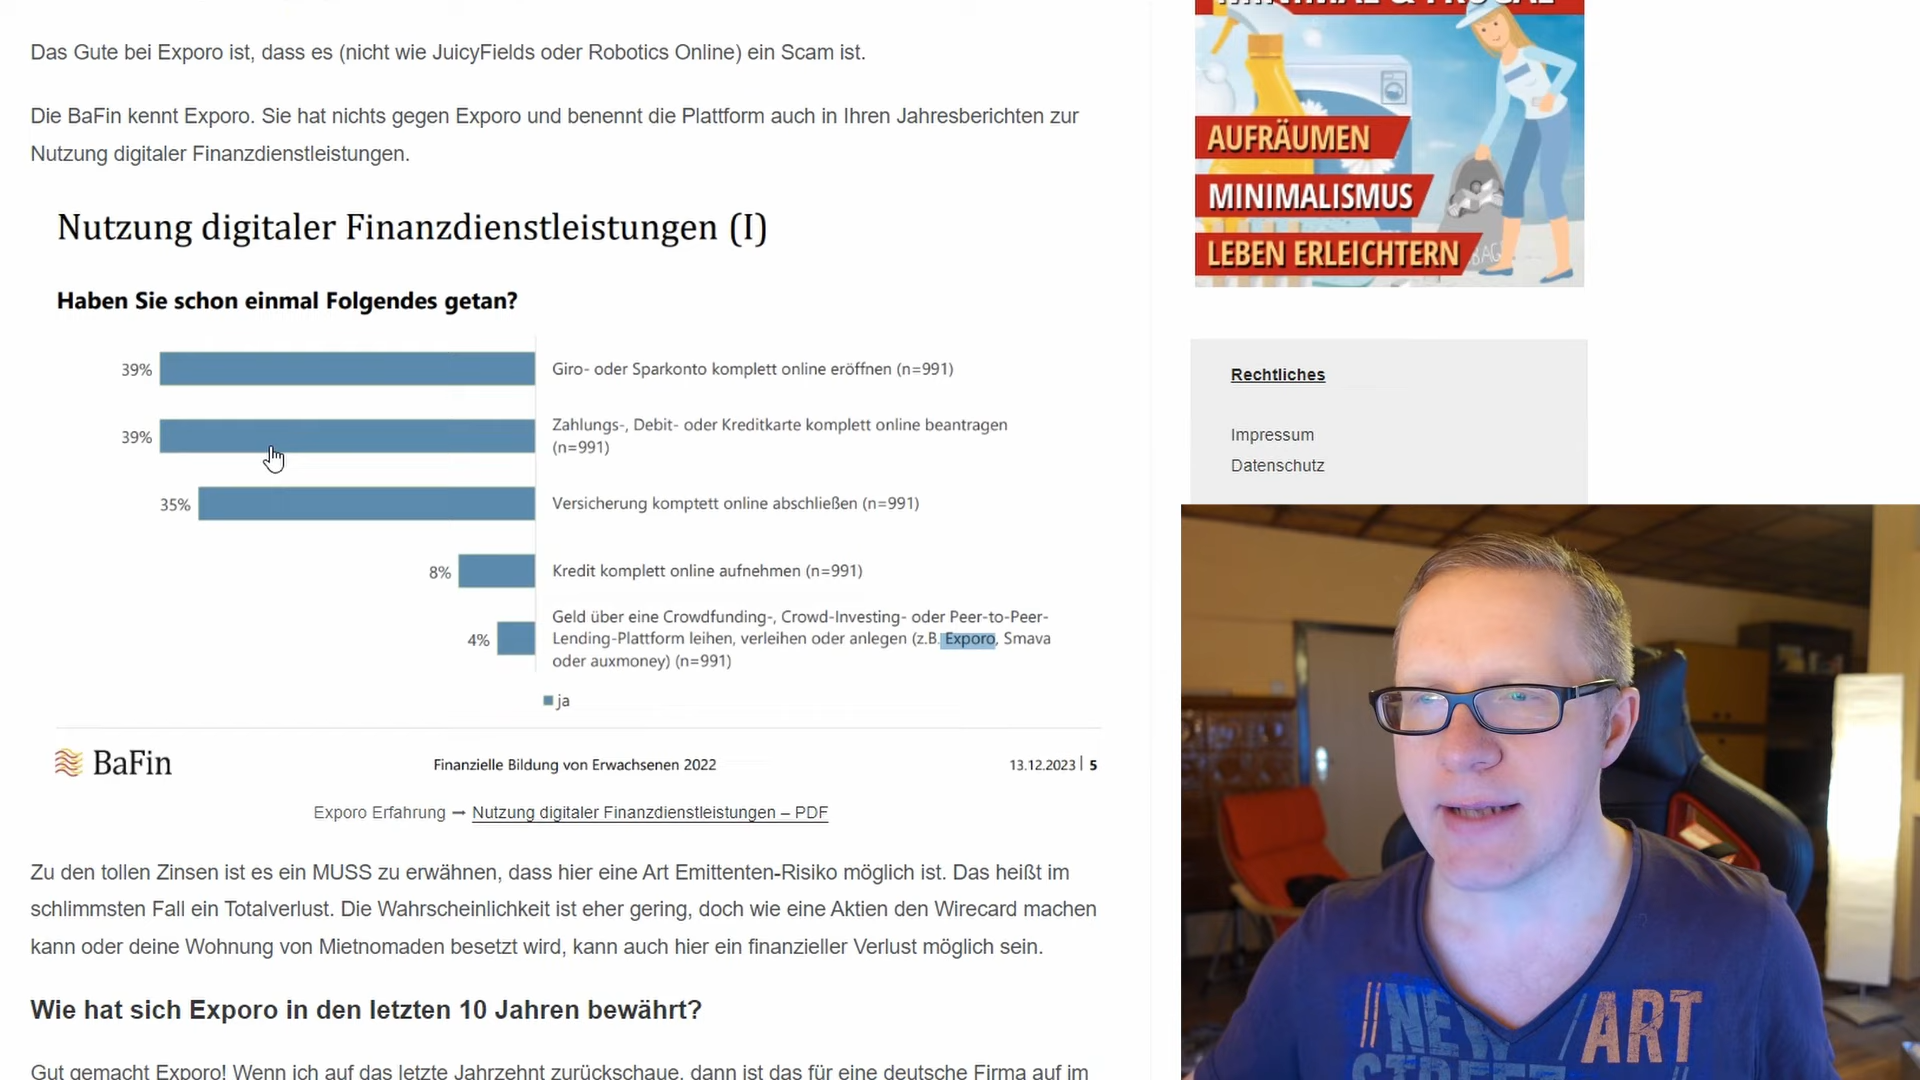 Das Gute bei Exporo ist, dass es (nicht wie JuicyFields oder Robotics Online) ein Scam ist.
Die BaFin kennt Exporo. Sie hat nichts gegen Exporo und benennt die Plattform auch in Ihren Jahresberichten zur
Nutzung digitaler Finanzdienstleistungen.
Nutzung digitaler Finanzdienstleistungen (I)
Haben Sie schon einmal Folgendes getan?
39%
Giro- oder Sparkonto komplett online eröffnen (n=991)
39%
Zahlungs-, Debit- oder Kreditkarte komplett online beantragen
(n=991)
35%
Versicherung komptett online abschließen (n=991)
8%
Kredit komplett online aufnehmen (n=991)
4%
Geld über eine Crowdfunding-, Crowd-Investing- oder Peer-to-Peer-
Lending-Plattform leihen, verleihen oder anlegen (z.B. Exporo, Smava
oder auxmoney) (n=991)
ja
BaFin
Finanzielle Bildung von Erwachsenen 2022
13.12.2023 | 5
Exporo Erfahrung ➞ Nutzung digitaler Finanzdienstleistungen – PDF
Zu den tollen Zinsen ist es ein MUSS zu erwähnen, dass hier eine Art Emittenten-Risiko möglich ist. Das heißt im
schlimmsten Fall ein Totalverlust. Die Wahrscheinlichkeit ist eher gering, doch wie eine Aktien den Wirecard machen
kann oder deine Wohnung von Mietnomaden besetzt wird, kann auch hier ein finanzieller Verlust möglich sein.
Wie hat sich Exporo in den letzten 10 Jahren bewährt?
Gut gemacht Exporo! Wenn ich auf das letzte Jahrzehnt zurückschaue, dann ist das für eine deutsche Firma auf im
MINIMAL & FRUGAL
AUFRÄUMEN
MINIMALISMUS
LEBEN ERLEICHTERN
Rechtliches
Impressum
Datenschutz
//NEW /ART
STREET